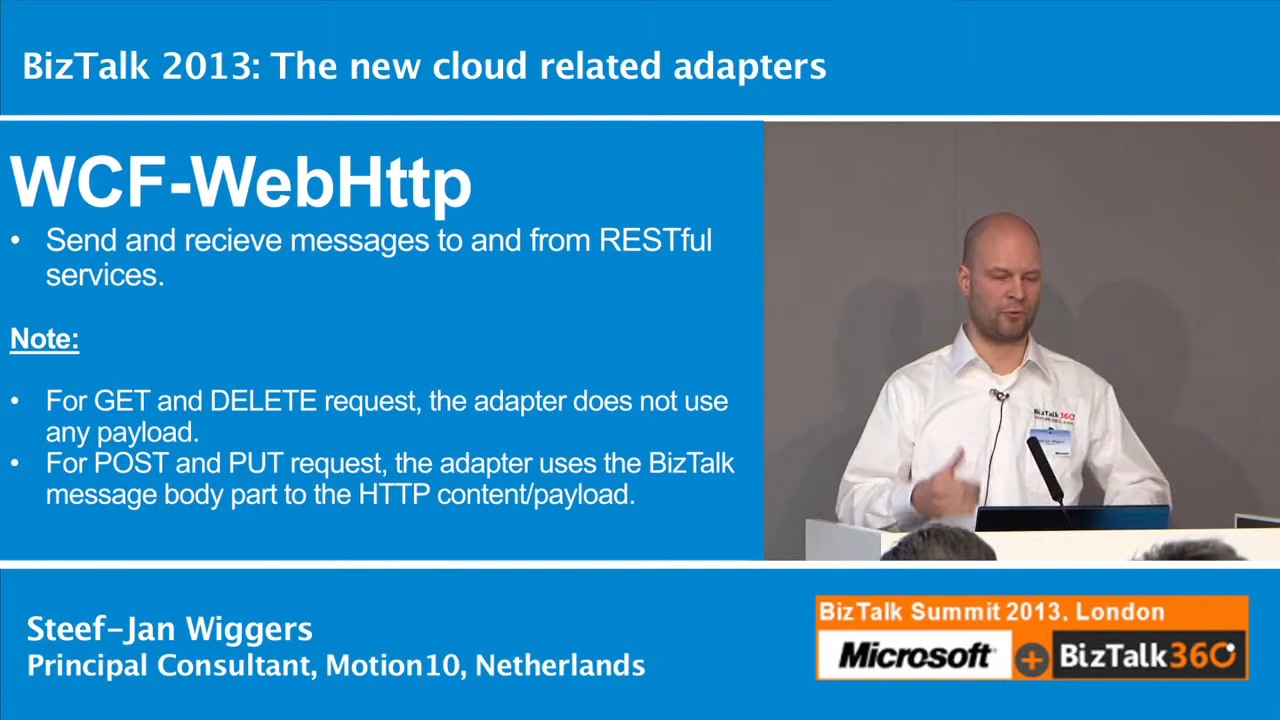 BizTalk 2013: The new cloud related adapters
WCF-WebHttp
• Send and recieve messages to and from RESTful
services.
Note:
• For GET and DELETE request, the adapter does not use
any payload.
• For POST and PUT request, the adapter uses the BizTalk
message body part to the HTTP content/payload.
BizTalk360
Steef-Jan Wiggers
Principal Consultant, Motion10, Netherlands
BizTalk Summit 2013, London
Microsoft + BizTalk360